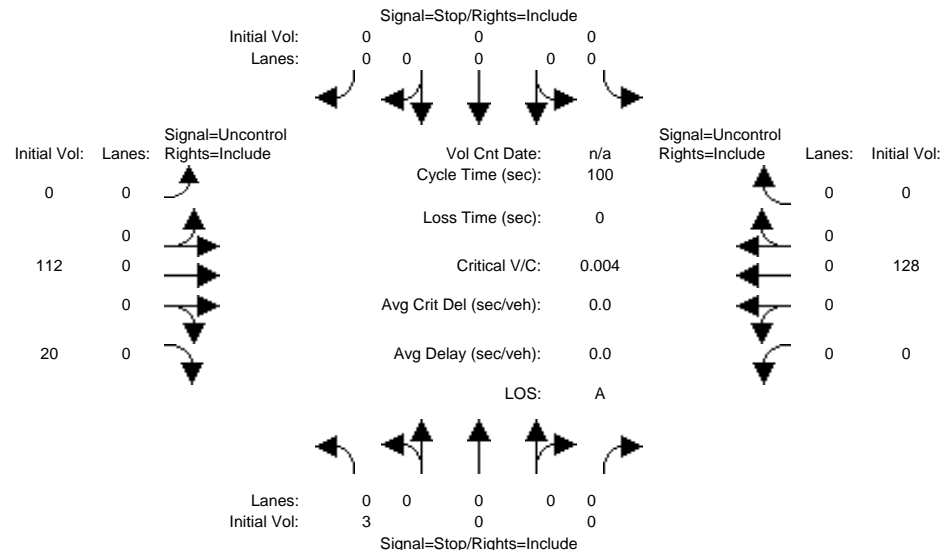 Signal=Stop/Rights=Include
Initial Vol: 0 0 0
Lanes: 0 0 0 0 0
Signal=Uncontrol Signal=Uncontrol
Initial Vol: Lanes: Rights=Include Vol Cnt Date: n/a Rights=Include Lanes: Initial Vol:
Cycle Time (sec): 100
0 0 0 0
Loss Time (sec): 0
0 0
112 0 Critical V/C: 0.004 0 128
0 Avg Crit Del (sec/veh): 0.0 0
20 0 Avg Delay (sec/veh): 0.0 0 0
LOS: A
Lanes: 0 0 0 0 0
Initial Vol: 3 0 0
Signal=Stop/Rights=Include